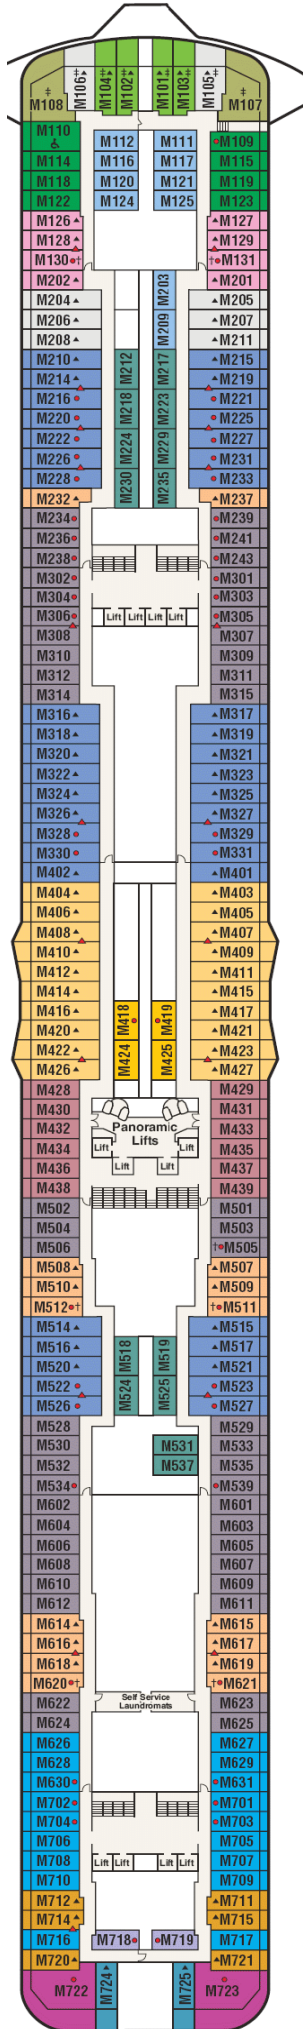 M108 M106 M104 M102 M101 M103 M105 M107
M110 M112 M111 M109
M114 M116 M117 M115
M118 M120 M121 M119
M122 M124 M125 M123
M126 M127
M128 M129
M130 M131
M202 M203 M201
M204 M205
M206 M209 M207
M208 M211
M210 M212 M217 M215
M214 M219
M216 M218 M223 M221
M220 M225
M222 M224 M229 M227
M226 M231
M228 M230 M235 M233
M232 M237
M234 M239
M236 M241
M238 M243
M302 M301
M304 M303
M306 Lift Lift Lift Lift M305
M308 M307
M310 M309
M312 M311
M314 M315
M316 M317
M318 M319
M320 M321
M322 M323
M324 M325
M326 M327
M328 M329
M330 M331
M402 M401
M404 M403
M406 M405
M408 M407
M410 M409
M412 M411
M414 M415
M416 M418 M419 M417
M420 M421
M422 M424 M425 M423
M426 M427
M428 M429
M430 M431
M432 Panoramic M433
Lifts
M434 Lift Lift M435
M436 Lift Lift M437
M438 M439
M502 M501
M504 M503
M506 M505
M508 M507
M510 M509
M512 M511
M514 M515
M516 M518 M519 M517
M520 M521
M522 M524 M525 M523
M526 M527
M528 M529
M530 M531 M533
M532 M537 M535
M534 M539
M602 M601
M604 M603
M606 M605
M608 M607
M610 M609
M612 M611
M614 M615
M616 M617
M618 M619
M620 M621
M622 Self Service M623
Laundromats
M624 M625
M626 M627
M628 M629
M630 M631
M702 M701
M704 M703
M706 M705
M708 Lift Lift Lift Lift M707
M710 M709
M712 M711
M714 M715
M716 M718 M719 M717
M720 M721
M722 M724 M725 M723